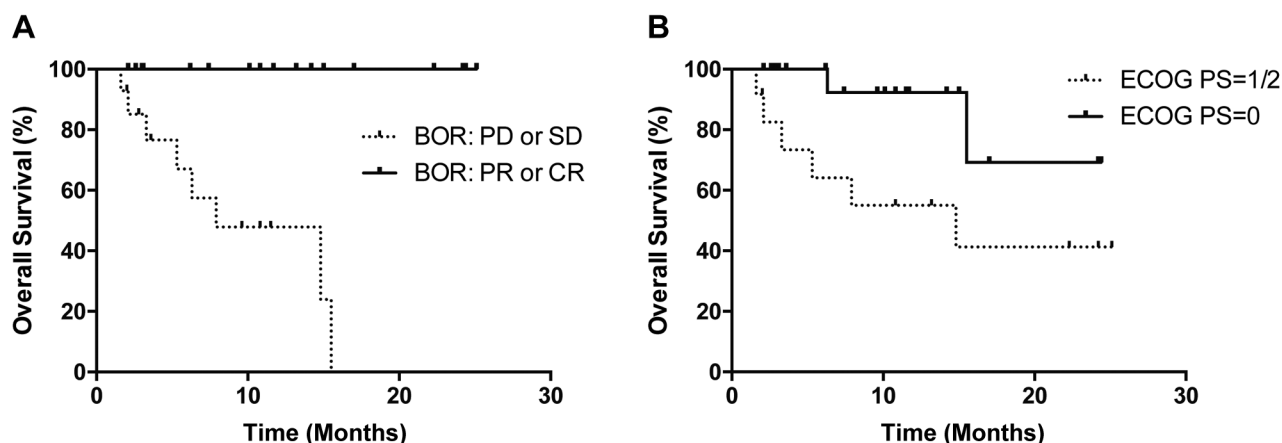 A
Overall Survival (%)
100
80
60
40
20
0
0
10
20
30
Time (Months)
BOR: PD or SD
BOR: PR or CR
B
Overall Survival (%)
100
80
60
40
20
0
0
10
20
30
Time (Months)
ECOG PS=1/2
ECOG PS=0